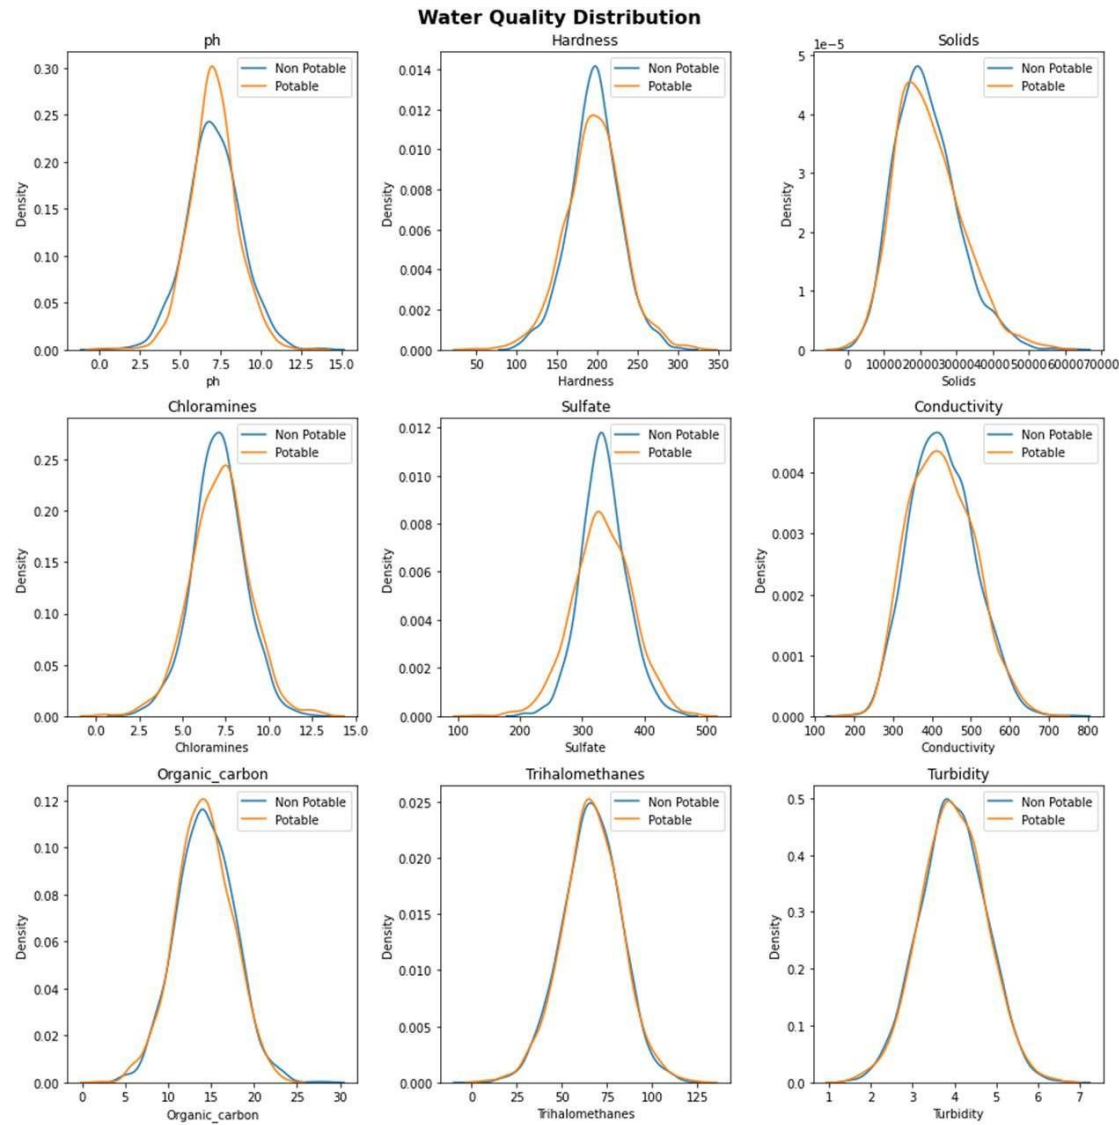 Water Quality Distribution
ph
Non Potable
Potable
0.30
0.25
0.20
0.15
0.10
0.05
0.00
Density
0.0 2.5 5.0 7.5 10.0 12.5 15.0
ph
Hardness
Non Potable
Potable
0.014
0.012
0.010
0.008
0.006
0.004
0.002
0.000
Density
50 100 150 200 250 300 350
Hardness
Solids
1e−5
Non Potable
Potable
5
4
3
2
1
0
Density
0 10000 20000 30000 40000 50000 60000 70000
Solids
Chloramines
Non Potable
Potable
0.25
0.20
0.15
0.10
0.05
0.00
Density
0.0 2.5 5.0 7.5 10.0 12.5 15.0
Chloramines
Sulfate
Non Potable
Potable
0.012
0.010
0.008
0.006
0.004
0.002
0.000
Density
100 200 300 400 500
Sulfate
Conductivity
Non Potable
Potable
0.004
0.003
0.002
0.001
0.000
Density
100 200 300 400 500 600 700 800
Conductivity
Organic_carbon
Non Potable
Potable
0.12
0.10
0.08
0.06
0.04
0.02
0.00
Density
0 5 10 15 20 25 30
Organic_carbon
Trihalomethanes
Non Potable
Potable
0.025
0.020
0.015
0.010
0.005
0.000
Density
0 25 50 75 100 125
Trihalomethanes
Turbidity
Non Potable
Potable
0.5
0.4
0.3
0.2
0.1
0.0
Density
1 2 3 4 5 6 7
Turbidity